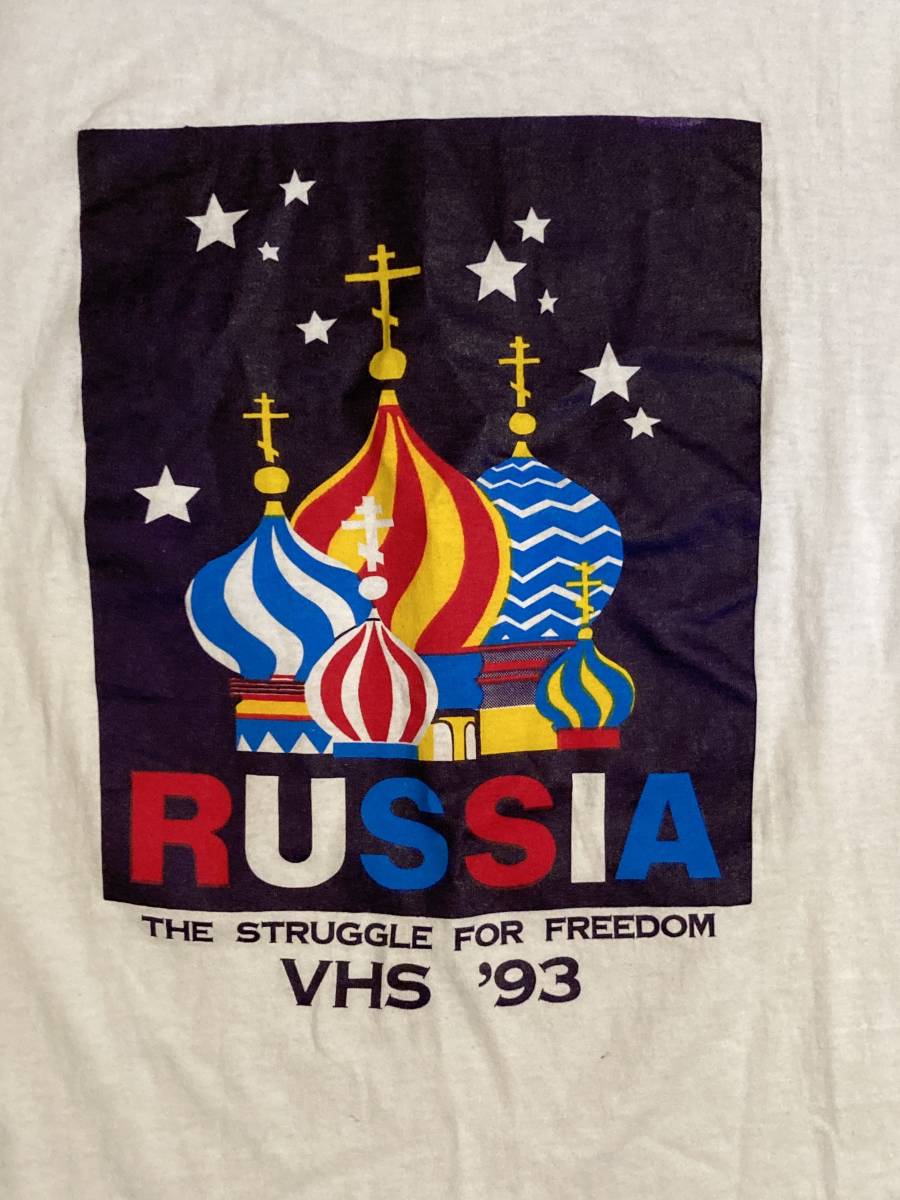 RUSSIA
THE STRUGGLE FOR FREEDOM
VHS ’93